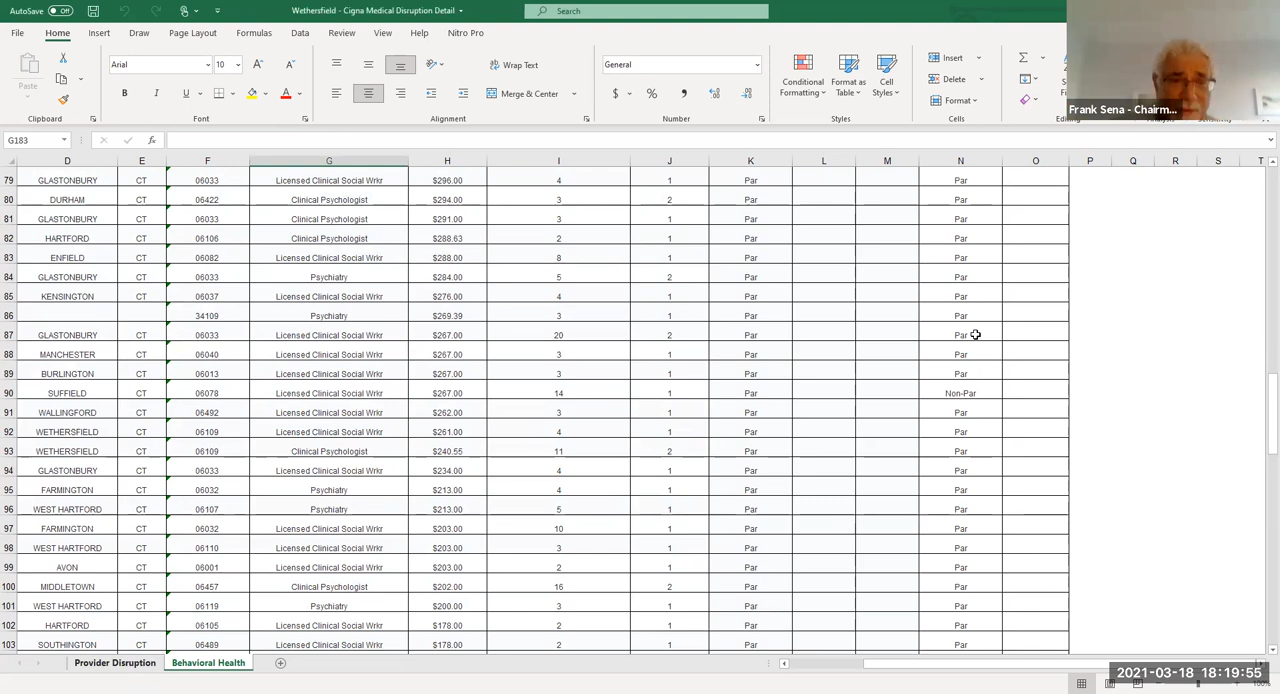 AutoSave Off Wethersfield - Cigna Medical Disruption Detail Search
File Home Insert Draw Page Layout Formulas Data Review View Help Nitro Pro
Paste Arial 10 A A Wrap Text General Conditional Formatting Format as Table Cell Styles Insert Delete Format
B U A Merge & Center $ % , Frank Sena - Chairm...
Clipboard Font Alignment Number Styles Cells
G183 fx
D E F G H I J K L M N O P Q R S T
79 GLASTONBURY CT 06033 Licensed Clinical Social Wrkr $296.00 4 1 Par Par
80 DURHAM CT 06422 Clinical Psychologist $294.00 3 2 Par Par
81 GLASTONBURY CT 06033 Clinical Psychologist $291.00 3 1 Par Par
82 HARTFORD CT 06106 Clinical Psychologist $288.63 2 1 Par Par
83 ENFIELD CT 06082 Licensed Clinical Social Wrkr $288.00 8 1 Par Par
84 GLASTONBURY CT 06033 Psychiatry $284.00 5 2 Par Par
85 KENSINGTON CT 06037 Licensed Clinical Social Wrkr $276.00 4 1 Par Par
86 34109 Psychiatry $269.39 3 1 Par Par
87 GLASTONBURY CT 06033 Licensed Clinical Social Wrkr $267.00 20 2 Par Par
88 MANCHESTER CT 06040 Licensed Clinical Social Wrkr $267.00 3 1 Par Par
89 BURLINGTON CT 06013 Licensed Clinical Social Wrkr $267.00 3 1 Par Par
90 SUFFIELD CT 06078 Licensed Clinical Social Wrkr $267.00 14 1 Par Non-Par
91 WALLINGFORD CT 06492 Licensed Clinical Social Wrkr $262.00 3 1 Par Par
92 WETHERSFIELD CT 06109 Licensed Clinical Social Wrkr $261.00 4 1 Par Par
93 WETHERSFIELD CT 06109 Clinical Psychologist $240.55 11 2 Par Par
94 GLASTONBURY CT 06033 Licensed Clinical Social Wrkr $234.00 4 1 Par Par
95 FARMINGTON CT 06032 Psychiatry $213.00 4 1 Par Par
96 WEST HARTFORD CT 06107 Psychiatry $213.00 5 1 Par Par
97 FARMINGTON CT 06032 Licensed Clinical Social Wrkr $203.00 10 1 Par Par
98 WEST HARTFORD CT 06110 Licensed Clinical Social Wrkr $203.00 3 1 Par Par
99 AVON CT 06001 Licensed Clinical Social Wrkr $203.00 2 1 Par Par
100 MIDDLETOWN CT 06457 Clinical Psychologist $202.00 16 2 Par Par
101 WEST HARTFORD CT 06119 Psychiatry $200.00 3 1 Par Par
102 HARTFORD CT 06105 Licensed Clinical Social Wrkr $178.00 2 1 Par Par
103 SOUTHINGTON CT 06489 Licensed Clinical Social Wrkr $178.00 2 1 Par Par
Provider Disruption Behavioral Health
2021-03-18 18:19:55